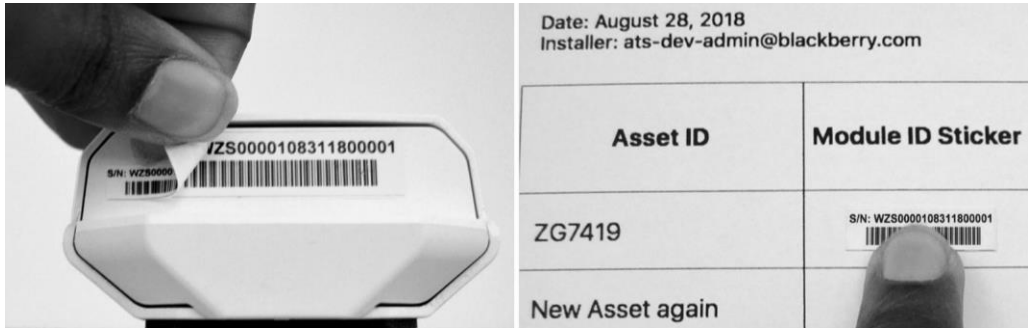 WZS0000108311800001
S/N: WZS0000
Date: August 28, 2018
Installer: ats-dev-admin@blackberry.com
Asset ID
Module ID Sticker
ZG7419
S/N: WZS0000108311800001
New Asset again